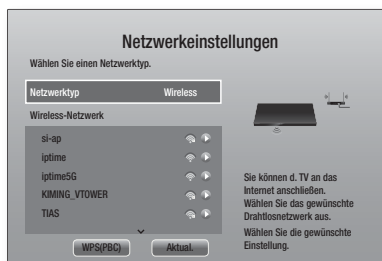 Netzwerkeinstellungen
Wählen Sie einen Netzwerktyp.
Netzwerktyp Wireless
Wireless-Netzwerk
si-ap
iptime
iptime5G
KIMING_VTOWER
TIAS
WPS(PBC) Aktual.
Sie können d. TV an das
Internet anschließen.
Wählen Sie das gewünschte
Drahtlosnetzwerk aus.
Wählen Sie die gewünschte
Einstellung.